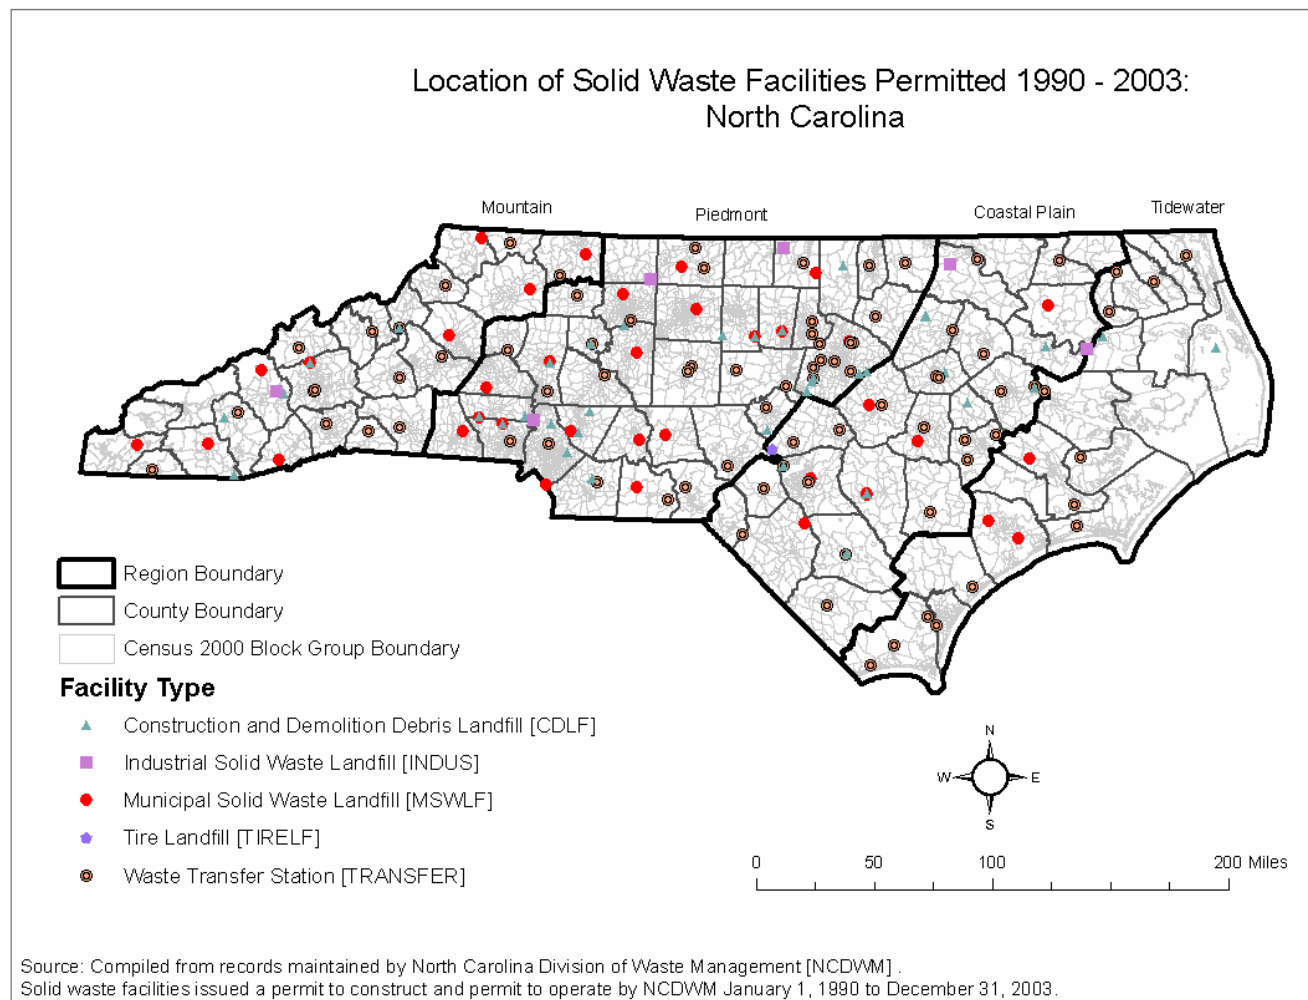 Location of Solid Waste Facilities Permitted 1990 - 2003:
North Carolina
Mountain
Piedmont
Coastal Plain
Tidewater
Region Boundary
County Boundary
Census 2000 Block Group Boundary
Facility Type
Construction and Demolition Debris Landfill [CDLF]
Industrial Solid Waste Landfill [INDUS]
Municipal Solid Waste Landfill [MSWLF]
Tire Landfill [TIRELF]
Waste Transfer Station [TRANSFER]
N
W E
S
0 50 100 200 Miles
Source: Compiled from records maintained by North Carolina Division of Waste Management [NCDWM] .
Solid waste facilities issued a permit to construct and permit to operate by NCDWM January 1, 1990 to December 31, 2003.